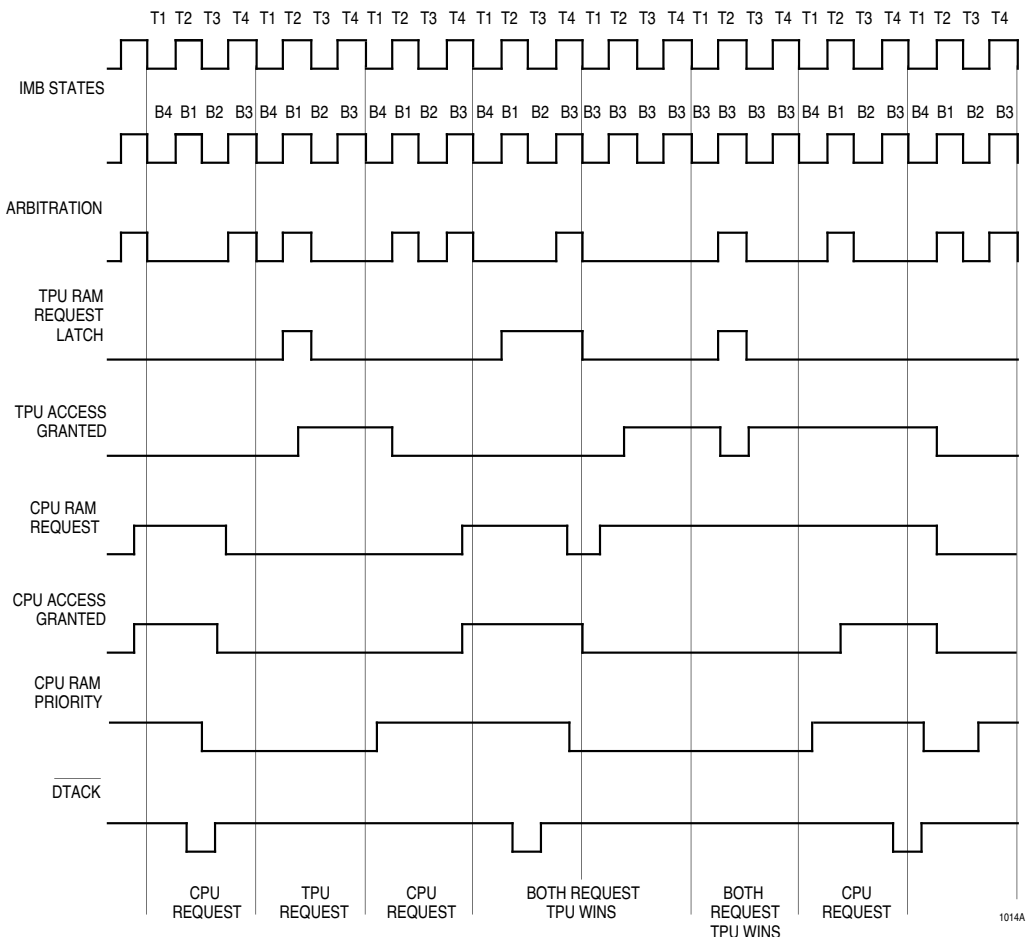 T1 T2 T3 T4 T1 T2 T3 T4 T1 T2 T3 T4 T1 T2 T3 T4 T1 T2 T3 T4 T1 T2 T3 T4 T1 T2 T3 T4 T1 T2 T3 T4
IMB STATES
B4 B1 B2 B3 B4 B1 B2 B3 B4 B1 B2 B3 B4 B1 B2 B3 B3 B3 B3 B3 B3 B3 B3 B3 B4 B1 B2 B3 B4 B1 B2 B3
ARBITRATION
TPU RAM
REQUEST
LATCH
TPU ACCESS
GRANTED
CPU RAM
REQUEST
CPU ACCESS
GRANTED
CPU RAM
PRIORITY
DTACK
CPU
REQUEST
TPU
REQUEST
CPU
REQUEST
BOTH REQUEST
TPU WINS
BOTH
REQUEST
TPU WINS
CPU
REQUEST
1014A